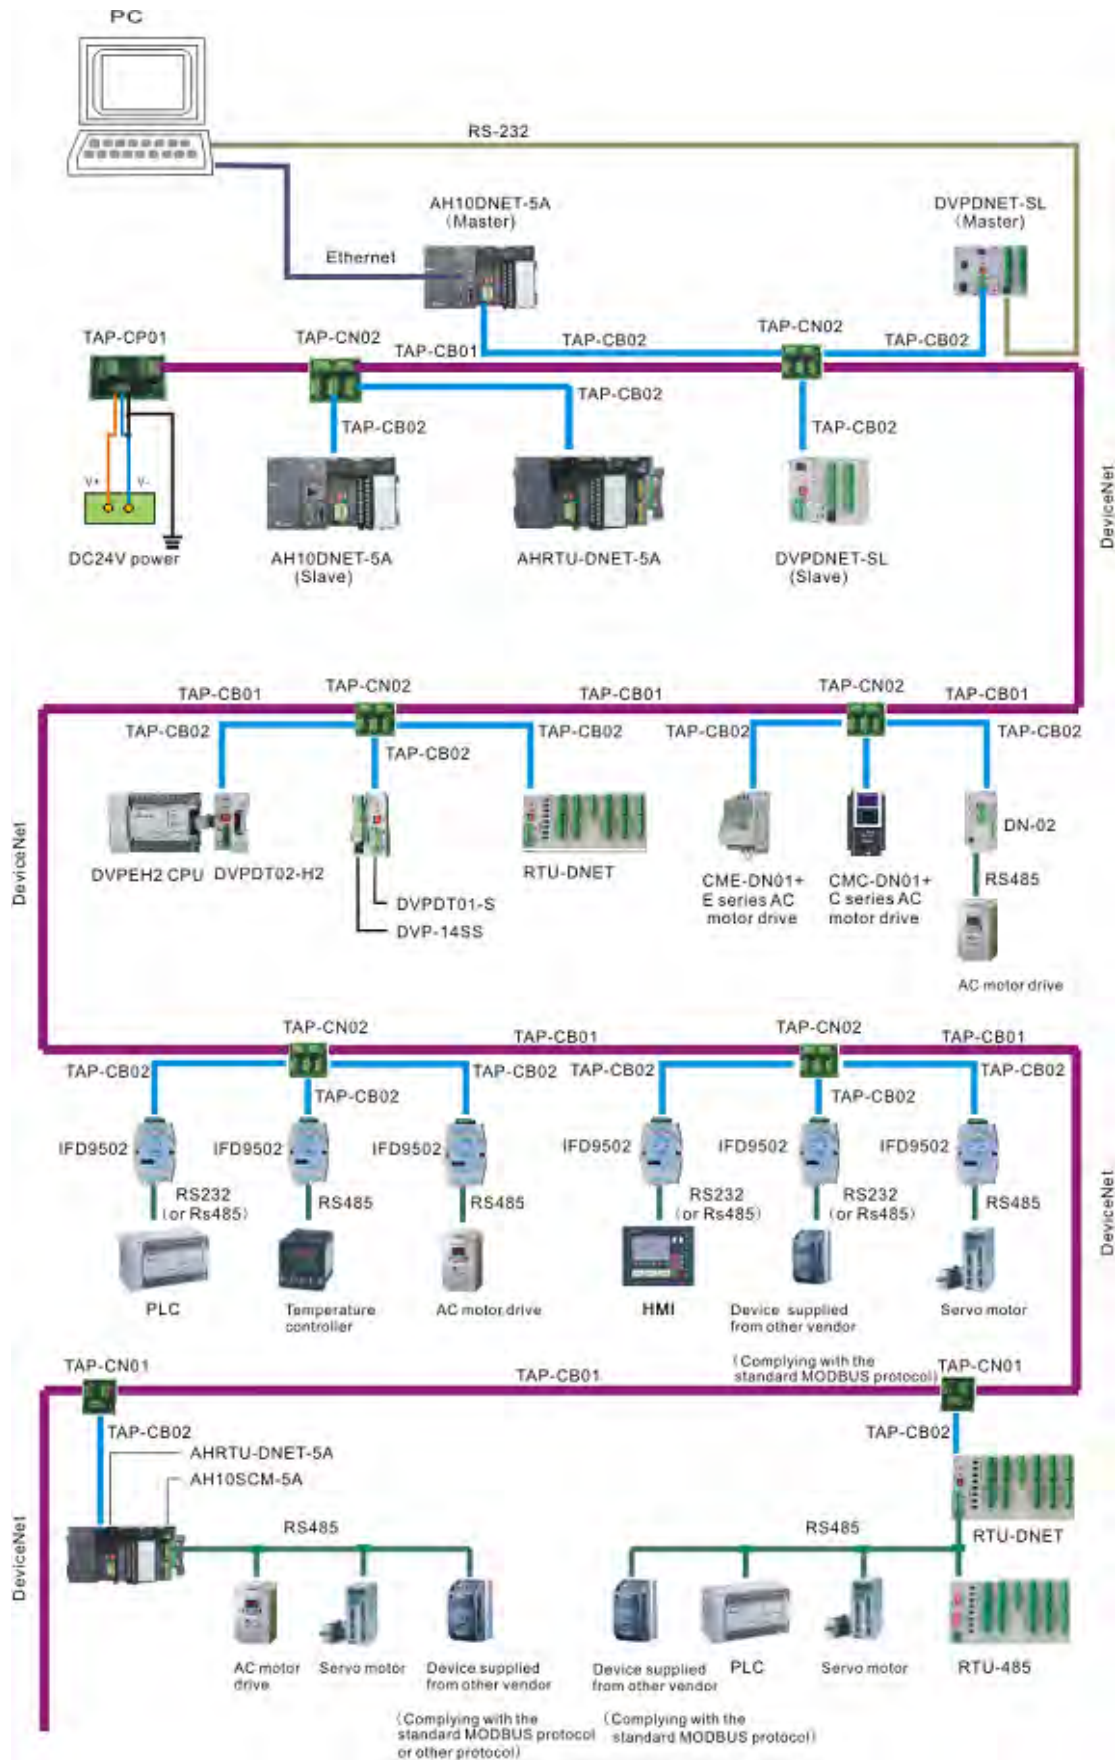 PC
RS-232
AH10DNET-5A
(Master)
DVPDNET-SL
(Master)
Ethernet
TAP-CP01
TAP-CN02
TAP-CB01
TAP-CB02
TAP-CN02
TAP-CB02
TAP-CB02
TAP-CB02
TAP-CB02
V+
V-
DC24V power
AH10DNET-5A
(Slave)
AHRTU-DNET-5A
DVPDNET-SL
(Slave)
DeviceNet
TAP-CB01
TAP-CN02
TAP-CB01
TAP-CN02
TAP-CB01
TAP-CB02
TAP-CB02
TAP-CB02
TAP-CB02
TAP-CB02
DeviceNet
DVPEH2 CPU
DVPDT02-H2
DVPDT01-S
DVP-14SS
RTU-DNET
CME-DN01+
E series AC
motor drive
CMC-DN01+
C series AC
motor drive
DN-02
RS485
AC motor drive
TAP-CN02
TAP-CB01
TAP-CN02
TAP-CB01
TAP-CB02
TAP-CB02
TAP-CB02
TAP-CB02
TAP-CB02
TAP-CB02
IFD9502
IFD9502
IFD9502
IFD9502
IFD9502
IFD9502
RS232
(or Rs485)
RS485
RS485
RS232
(or Rs485)
RS232
(or Rs485)
RS485
DeviceNet
PLC
Temperature
controller
AC motor drive
HMI
Device supplied
from other vendor
(Complying with the
standard MODBUS protocol)
Servo motor
TAP-CN01
TAP-CB01
TAP-CN01
TAP-CB02
TAP-CB02
AHRTU-DNET-5A
AH10SCM-5A
DeviceNet
RS485
RS485
RTU-DNET
AC motor
drive
Servo motor
Device supplied
from other vendor
(Complying with the
standard MODBUS protocol
or other protocol)
Device supplied
from other vendor
(Complying with the
standard MODBUS protocol)
PLC
Servo motor
RTU-485